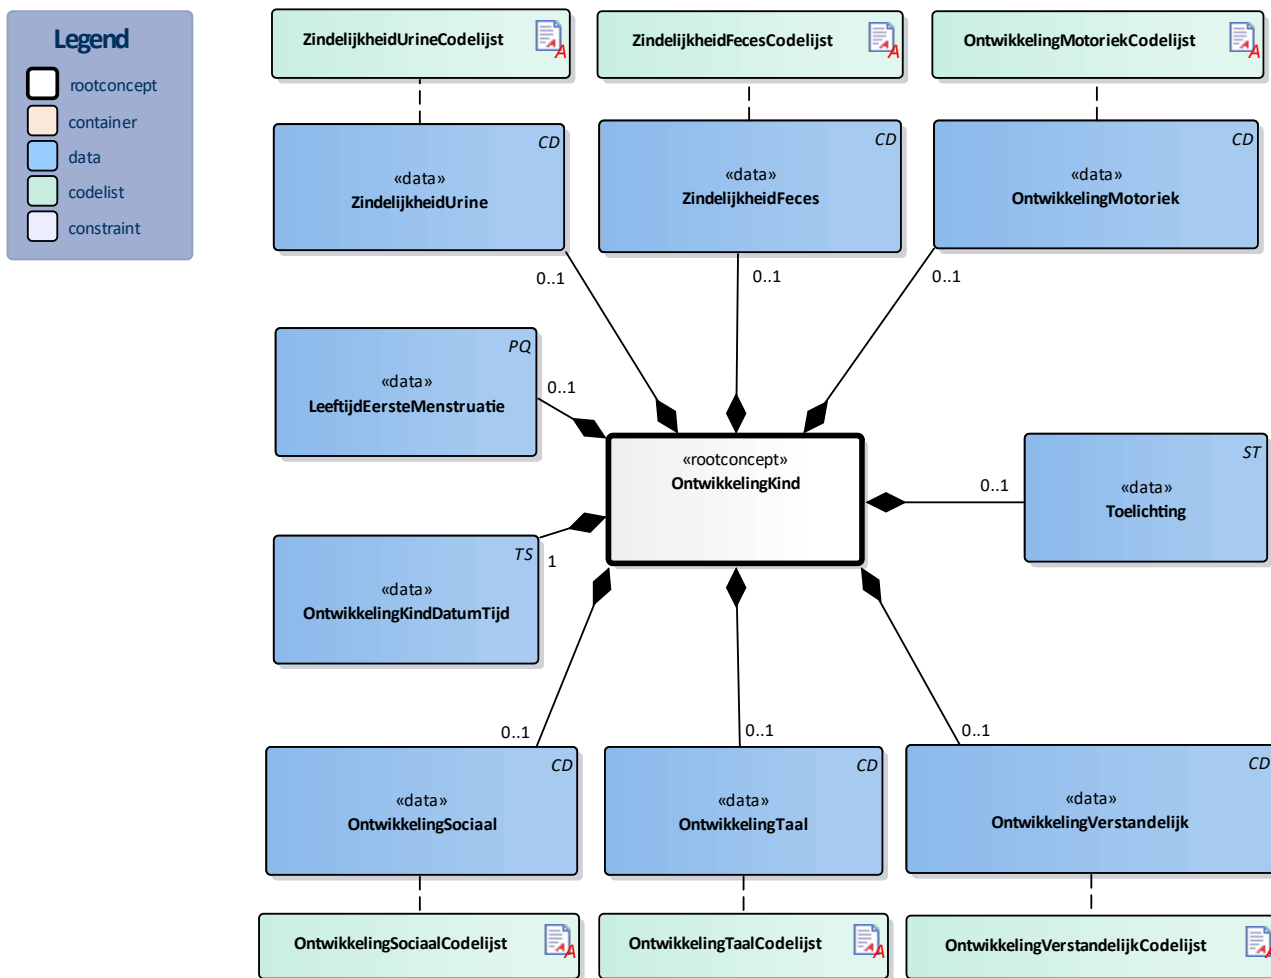 Legend
rootconcept
container
data
codelist
constraint
ZindelijkheidUrineCodelijst
ZindelijkheidFecesCodelijst
OntwikkelingMotoriekCodelijst
CD
«data»
ZindelijkheidUrine
CD
«data»
ZindelijkheidFeces
CD
«data»
OntwikkelingMotoriek
0..1
0..1
0..1
PQ
«data»
LeeftijdEersteMenstruatie
0..1
«rootconcept»
OntwikkelingKind
ST
«data»
Toelichting
0..1
TS
«data»
OntwikkelingKindDatumTijd
1
0..1
0..1
0..1
CD
«data»
OntwikkelingSociaal
CD
«data»
OntwikkelingTaal
CD
«data»
OntwikkelingVerstandelijk
OntwikkelingSociaalCodelijst
OntwikkelingTaalCodelijst
OntwikkelingVerstandelijkCodelijst